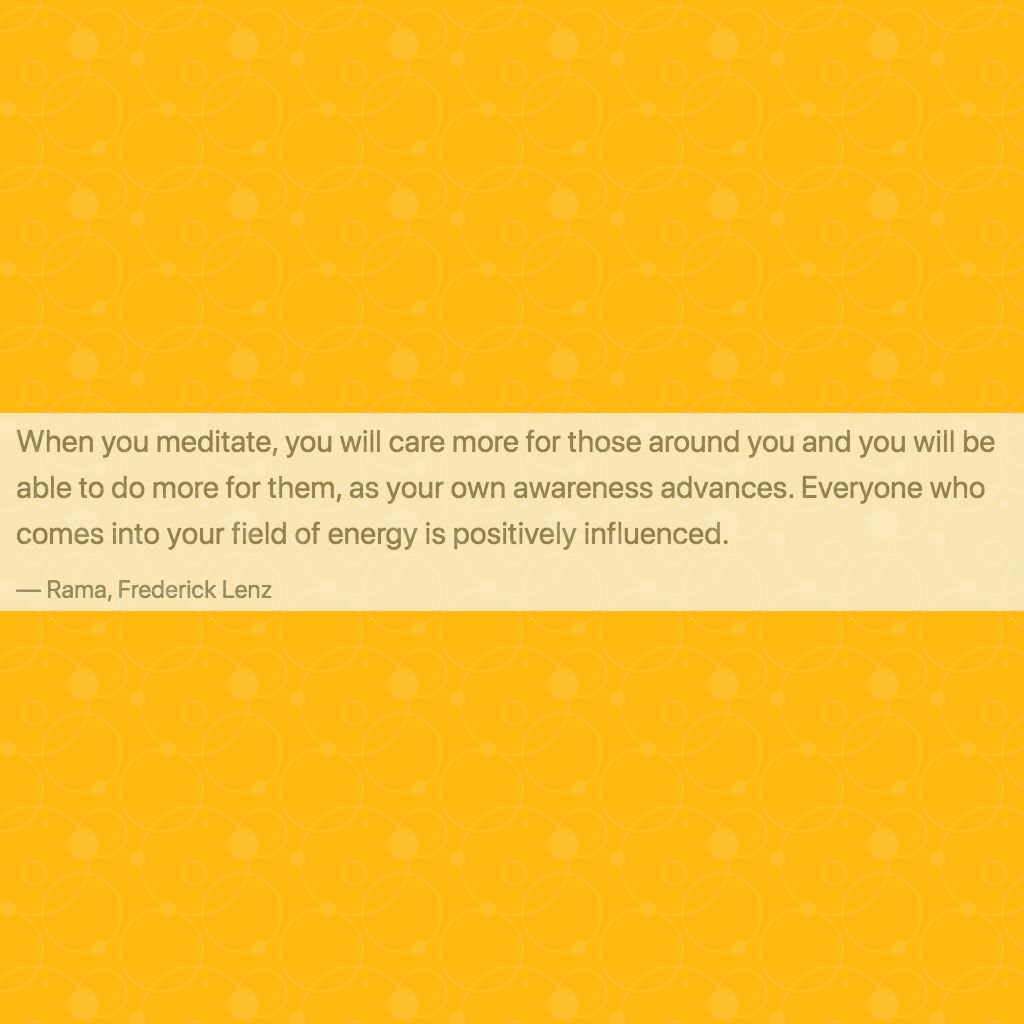 When you meditate, you will care more for those around you and you will be
able to do more for them, as your own awareness advances. Everyone who
comes into your field of energy is positively influenced.
— Rama, Frederick Lenz